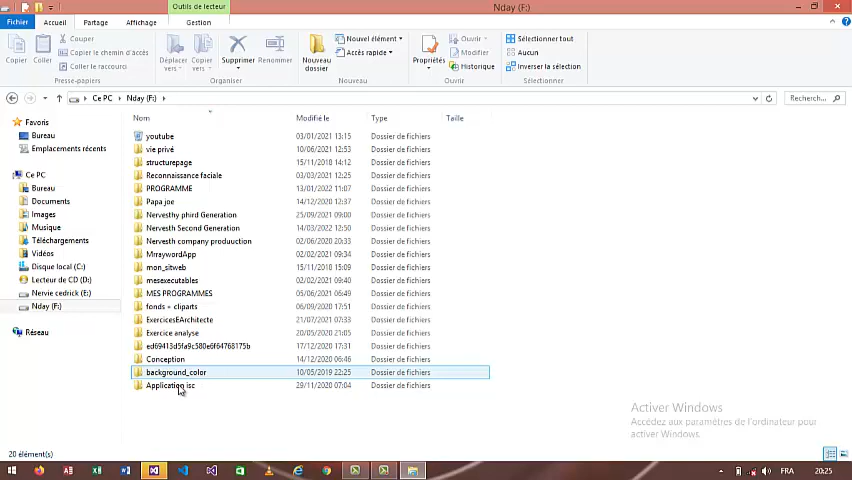 Outils de lecteur
Nday (F:)
Fichier Accueil Partage Affichage Gestion
Copier
Coller
Couper
Copier le chemin d'accès
Coller le raccourci
Presse-papiers
Déplacer vers
Copier vers
Supprimer
Renommer
Organiser
Nouveau dossier
Nouvel élément
Accès rapide
Nouveau
Propriétés
Ouvrir
Modifier
Historique
Ouvrir
Sélectionner tout
Aucun
Inverser la sélection
Sélectionner
Ce PC Nday (F:)
Recherch...
Favoris
Bureau
Emplacements récents
Ce PC
Bureau
Documents
Images
Musique
Téléchargements
Vidéos
Disque local (C:)
Lecteur de CD (D:)
Nervie cedrick (E:)
Nday (F:)
Réseau
Nom Modifié le Type Taille
youtube 03/01/2021 13:15 Dossier de fichiers
vie privé 10/06/2021 12:53 Dossier de fichiers
structurepage 15/11/2018 14:12 Dossier de fichiers
Reconnaissance faciale 03/03/2021 12:25 Dossier de fichiers
PROGRAMME 13/01/2022 11:07 Dossier de fichiers
Papa joe 14/12/2020 12:37 Dossier de fichiers
Nervesthy phird Generation 25/09/2021 09:00 Dossier de fichiers
Nervesth Second Generation 14/03/2022 12:50 Dossier de fichiers
Nervesth company produuction 02/06/2020 20:33 Dossier de fichiers
MrraywordApp 02/02/2021 09:34 Dossier de fichiers
mon_sitweb 15/11/2018 15:09 Dossier de fichiers
mesexecutables 02/02/2021 09:40 Dossier de fichiers
MES PROGRAMMES 05/06/2021 06:49 Dossier de fichiers
fonds + cliparts 06/09/2020 17:51 Dossier de fichiers
ExercicesEArchitecte 21/07/2021 07:33 Dossier de fichiers
Exercice analyse 20/05/2020 21:05 Dossier de fichiers
ed69413d5fa9c580e6f64768175b 17/12/2020 17:31 Dossier de fichiers
Conception 14/12/2020 06:46 Dossier de fichiers
background_color 10/05/2019 22:25 Dossier de fichiers
Application isc 29/11/2020 07:04 Dossier de fichiers
Activer Windows
Accédez aux paramètres de l'ordinateur pour
activer Windows.
20 élément(s)
FRA 20:25